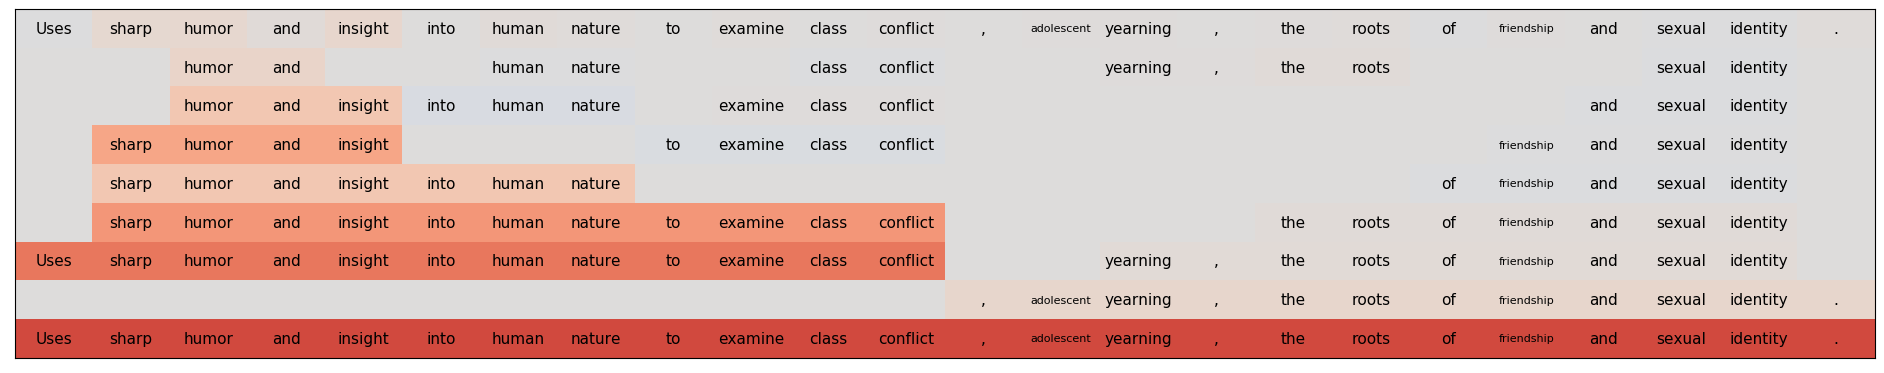 Uses sharp humor and insight into human nature to examine class conflict , adolescent yearning , the roots of friendship and sexual identity .
humor and human nature class conflict yearning , the roots sexual identity
humor and insight into human nature examine class conflict and sexual identity
sharp humor and insight to examine class conflict friendship and sexual identity
sharp humor and insight into human nature of friendship and sexual identity
sharp humor and insight into human nature to examine class conflict the roots of friendship and sexual identity
Uses sharp humor and insight into human nature to examine class conflict yearning , the roots of friendship and sexual identity
, adolescent yearning , the roots of friendship and sexual identity .
Uses sharp humor and insight into human nature to examine class conflict , adolescent yearning , the roots of friendship and sexual identity .